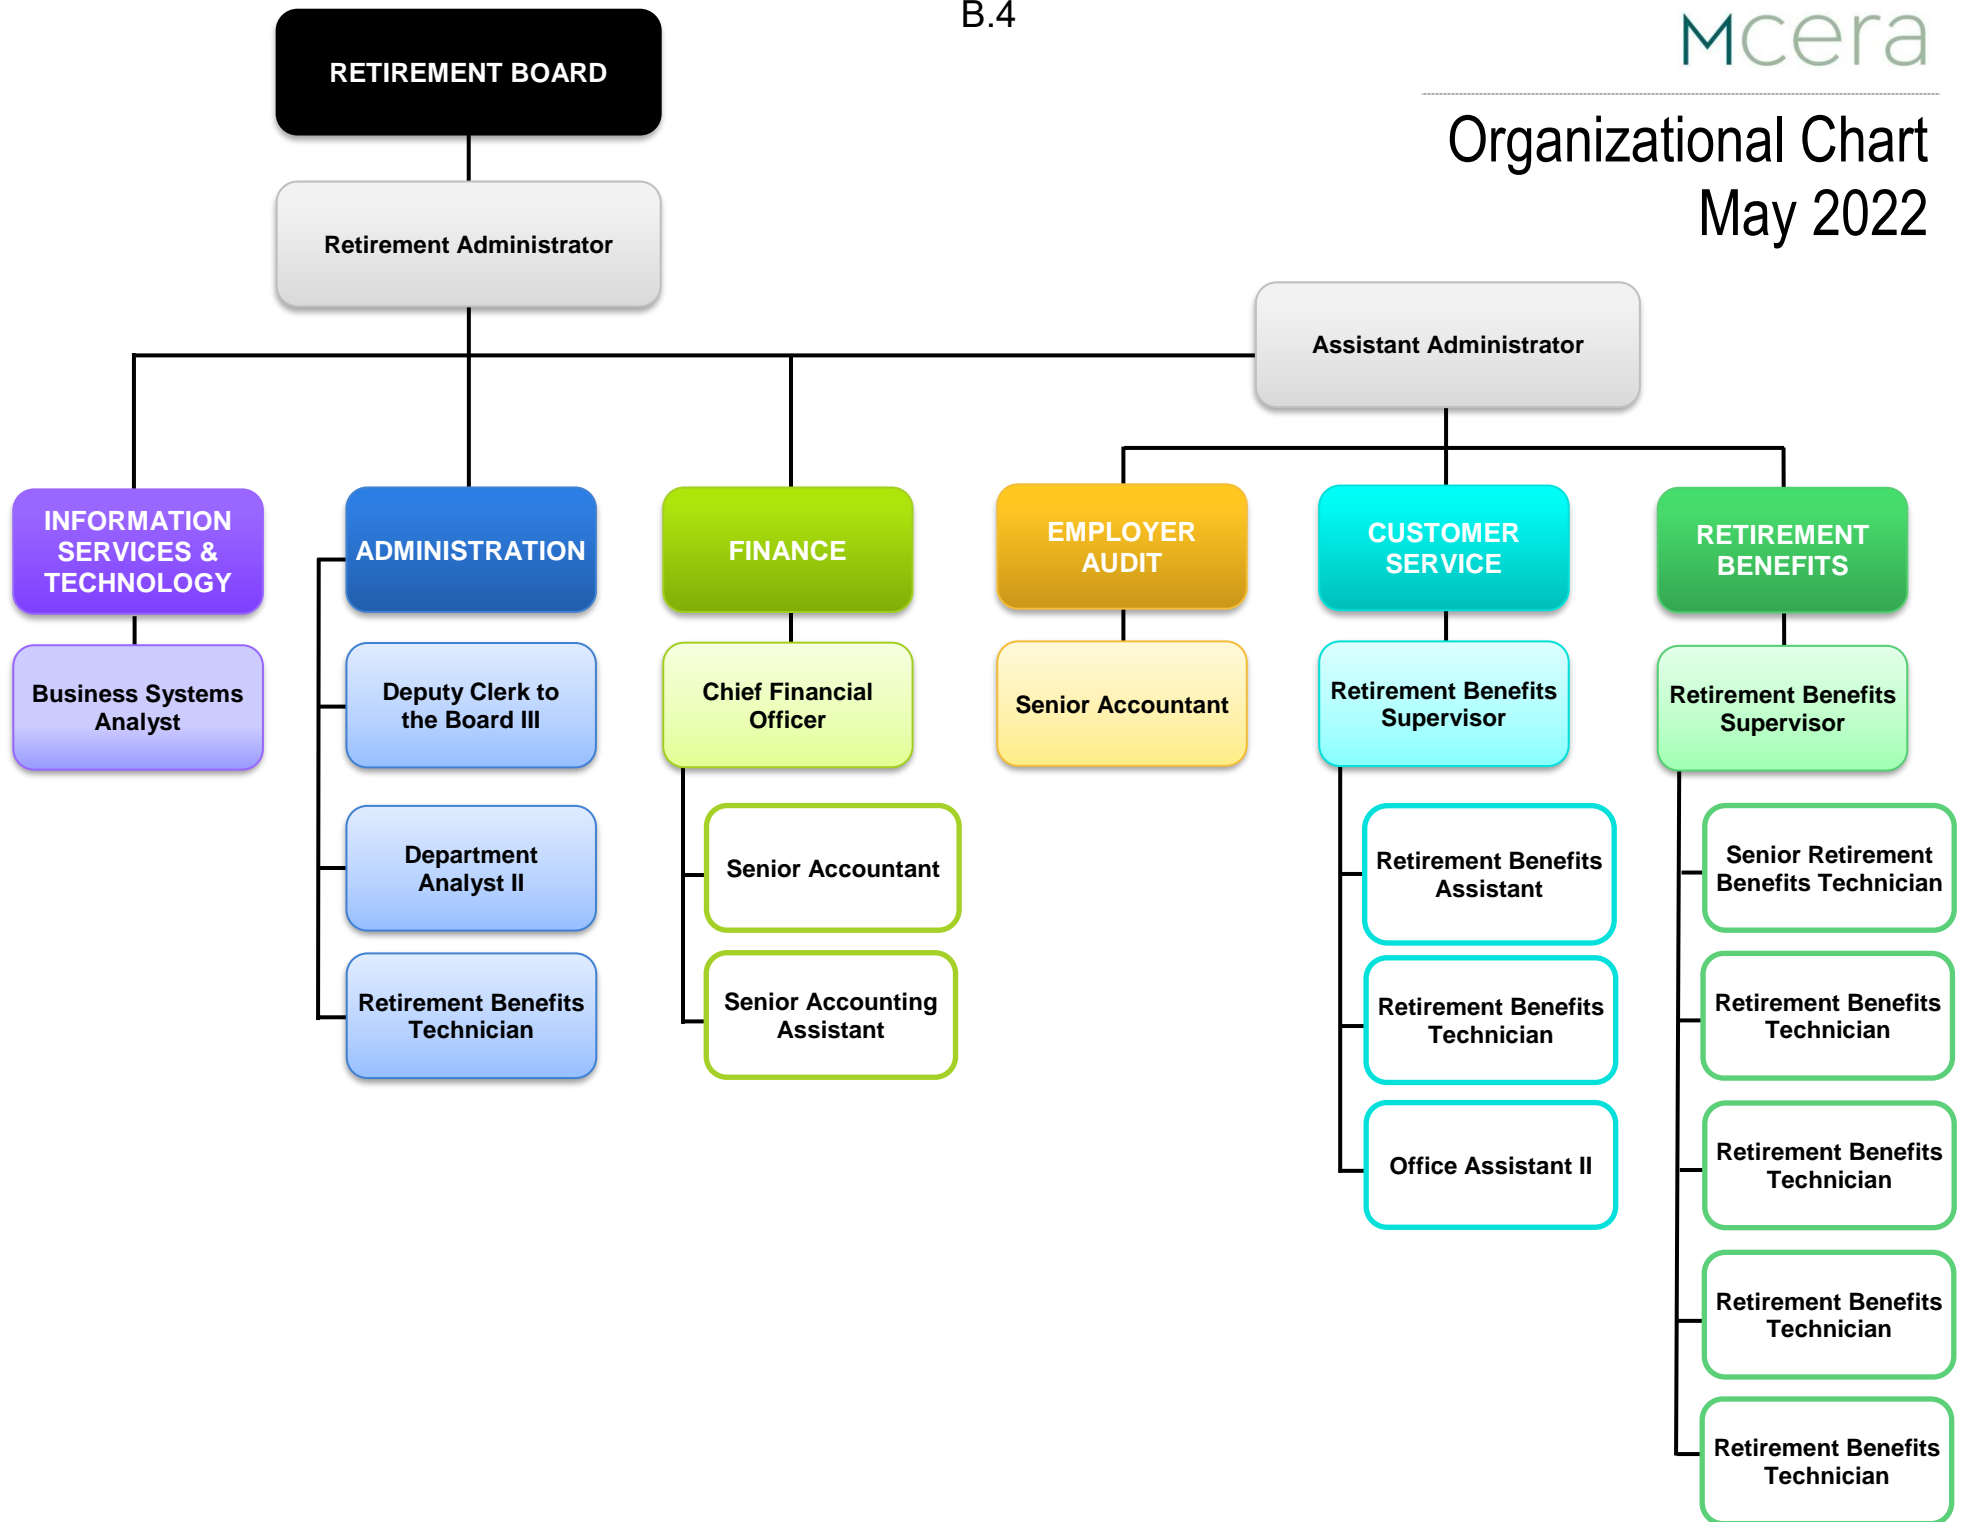 B.4
Mcera
Organizational Chart
May 2022
RETIREMENT BOARD
Retirement Administrator
Assistant Administrator
INFORMATION
SERVICES &
TECHNOLOGY
Business Systems
Analyst
ADMINISTRATION
Deputy Clerk to
the Board III
Department
Analyst II
Retirement Benefits
Technician
FINANCE
Chief Financial
Officer
Senior Accountant
Senior Accounting
Assistant
EMPLOYER
AUDIT
Senior Accountant
CUSTOMER
SERVICE
Retirement Benefits
Supervisor
Retirement Benefits
Assistant
Retirement Benefits
Technician
Office Assistant II
RETIREMENT
BENEFITS
Retirement Benefits
Supervisor
Senior Retirement
Benefits Technician
Retirement Benefits
Technician
Retirement Benefits
Technician
Retirement Benefits
Technician
Retirement Benefits
Technician